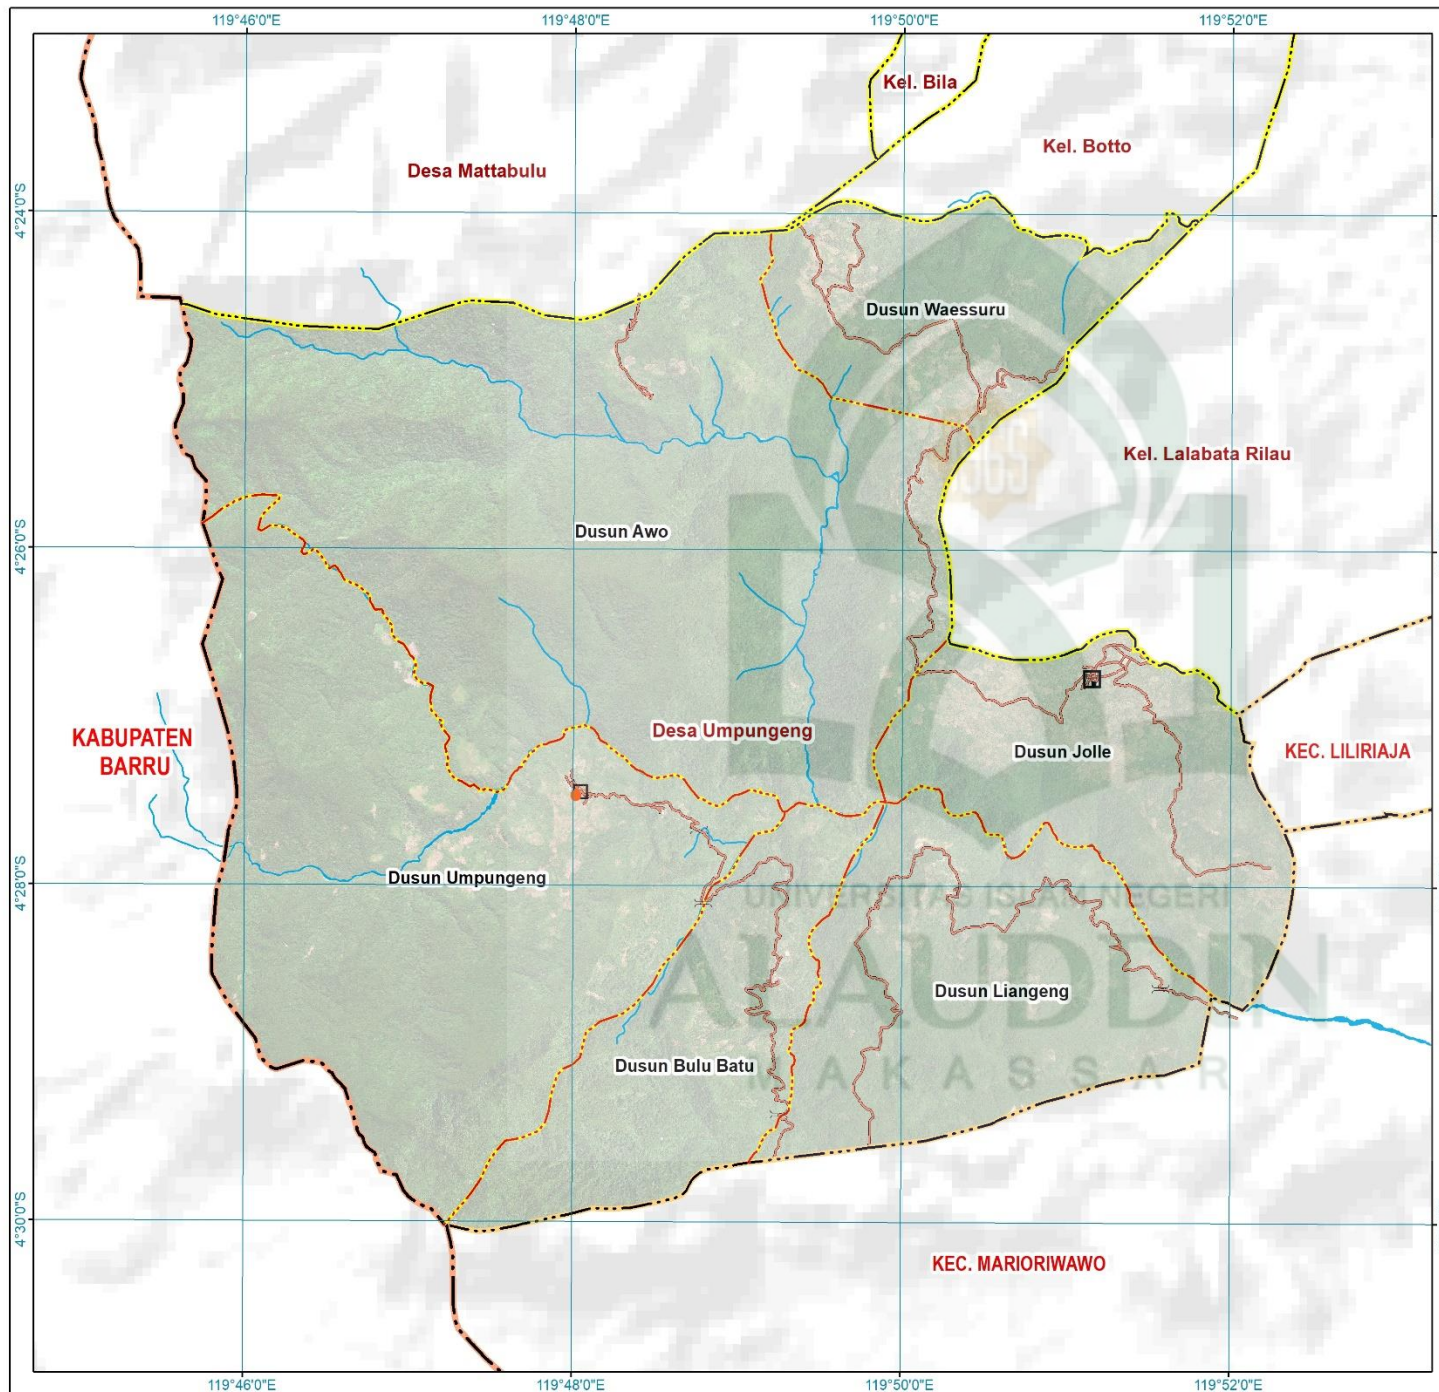 119°46'0"E
119°48'0"E
119°50'0"E
119°52'0"E
Kel. Bila
Kel. Botto
Desa Mattabulu
4°24'0"S
Dusun Waessuru
Kel. Lalabata Rilau
Dusun Awo
4°26'0"S
Desa Umpungeng
KABUPATEN
BARRU
Dusun Jolle
KEC. LILIRIAJA
4°28'0"S
Dusun Umpungeng
UNIVERSITAS ISLAM NEGERI
ALAUDDIN
MAKASSAR
Dusun Liangeng
Dusun Bulu Batu
4°30'0"S
KEC. MARIORIWAWO
119°46'0"E
119°48'0"E
119°50'0"E
119°52'0"E